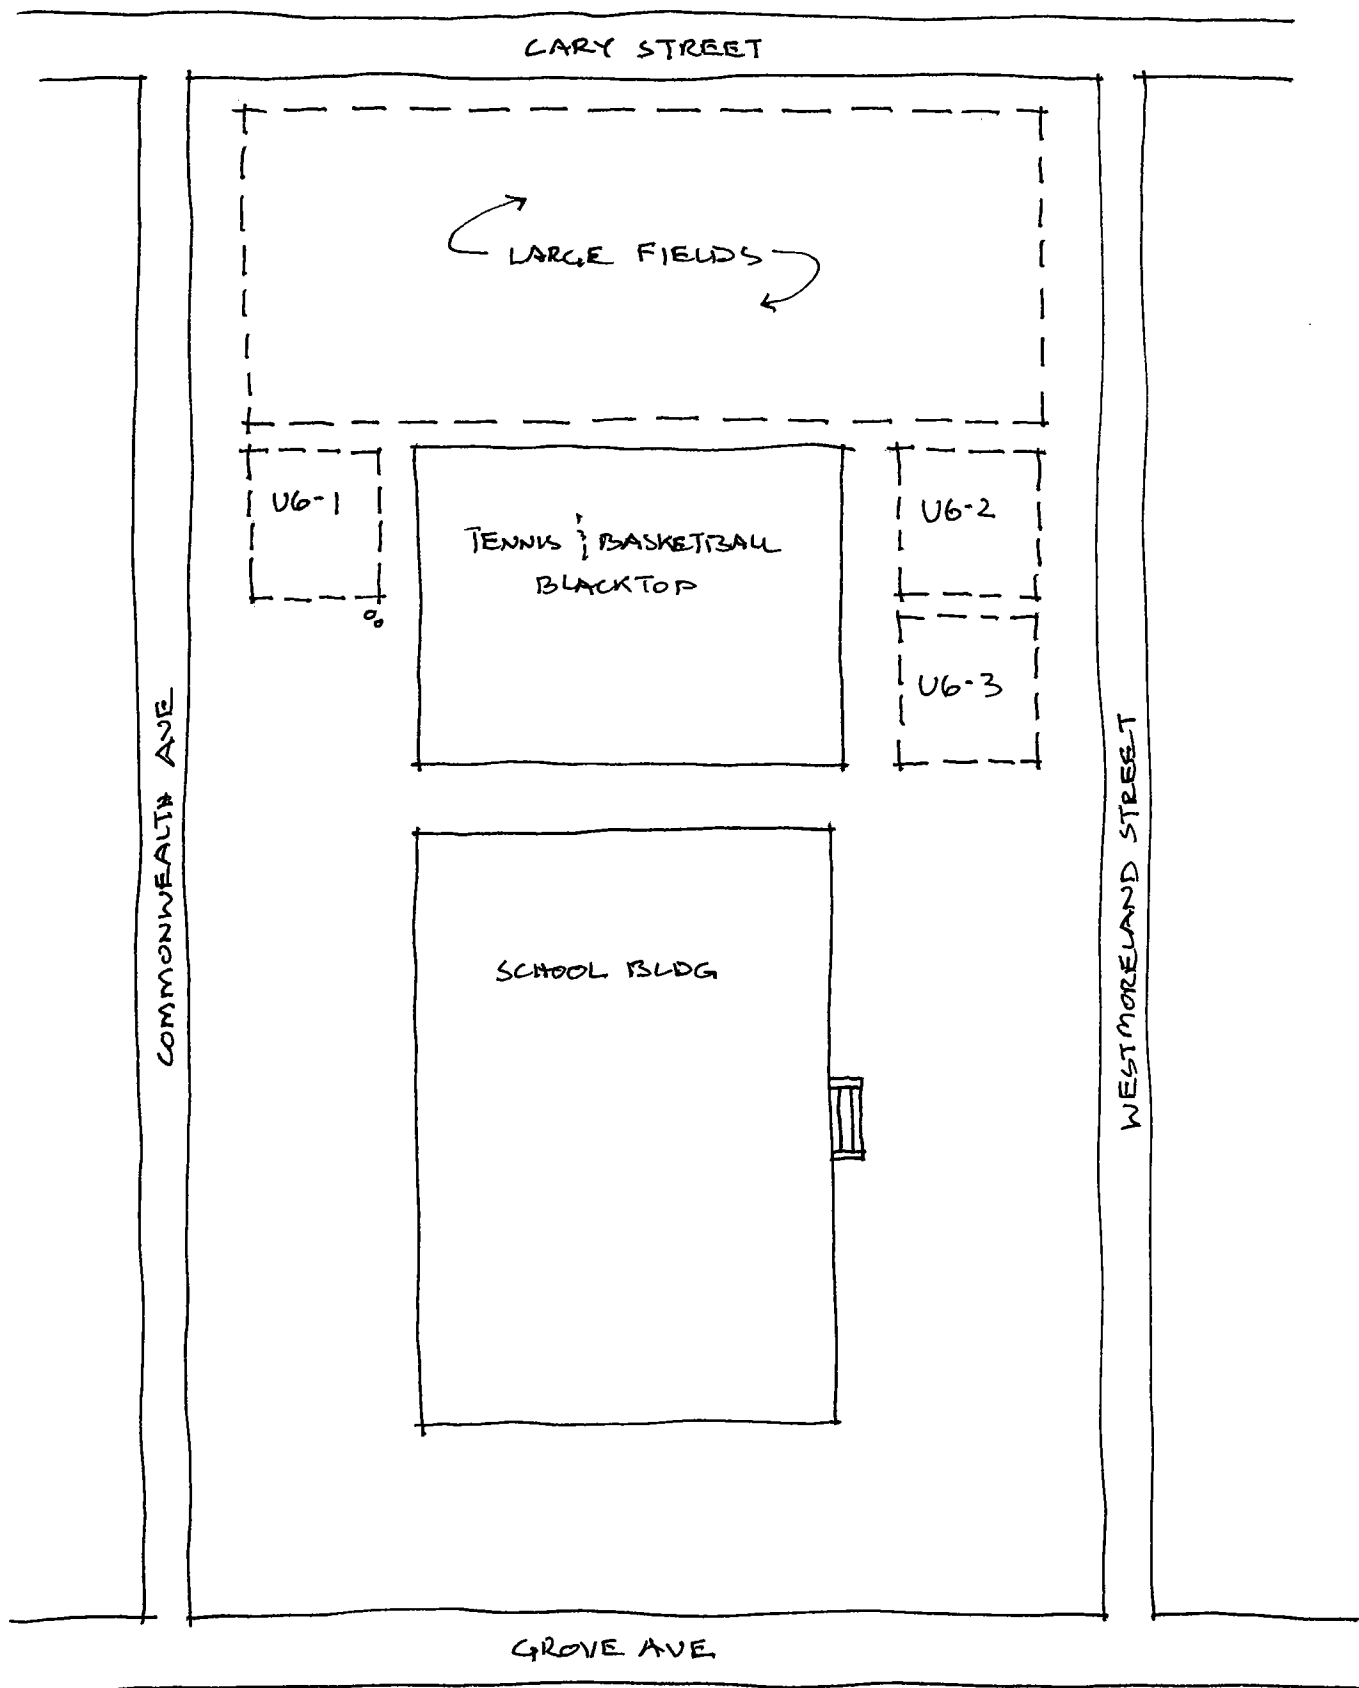 CARY STREET
LARGE FIELDS
U6-1
TENNIS & BASKETBALL
BLACKTOP
U6-2
U6-3
COMMONWEALTH AVE
WESTMORELAND STREET
SCHOOL BLDG
GROVE AVE